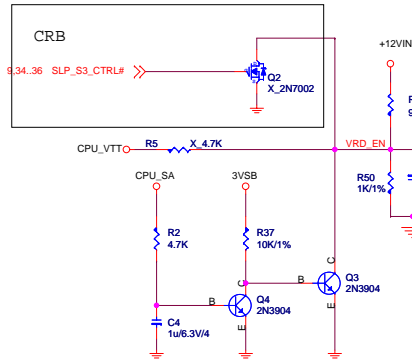 CRB
9,34..36 SLP_S3_CTRL#
Q2
X_2N7002
+12VIN
R
9
CPU_VTT
R5
X_4.7K
VRD_EN
R50
1K/1%
CPU_SA
3VSB
R2
4.7K
R37
10K/1%
C
Q3
2N3904
B
E
C
Q4
2N3904
B
E
C4
1u/6.3V/4